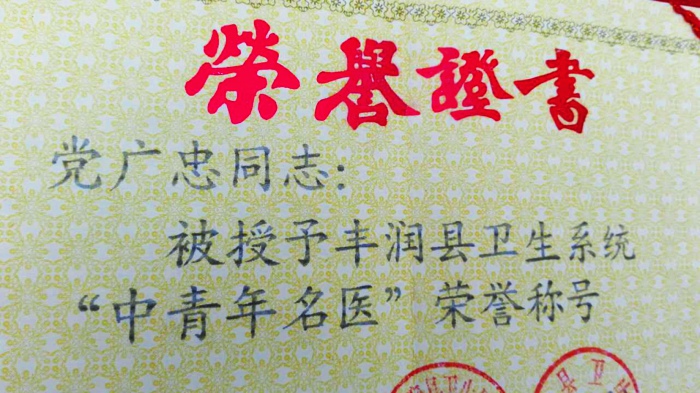 榮譽證書
党广忠同志：
被授予丰润县卫生系统
“中青年名医”荣誉称号